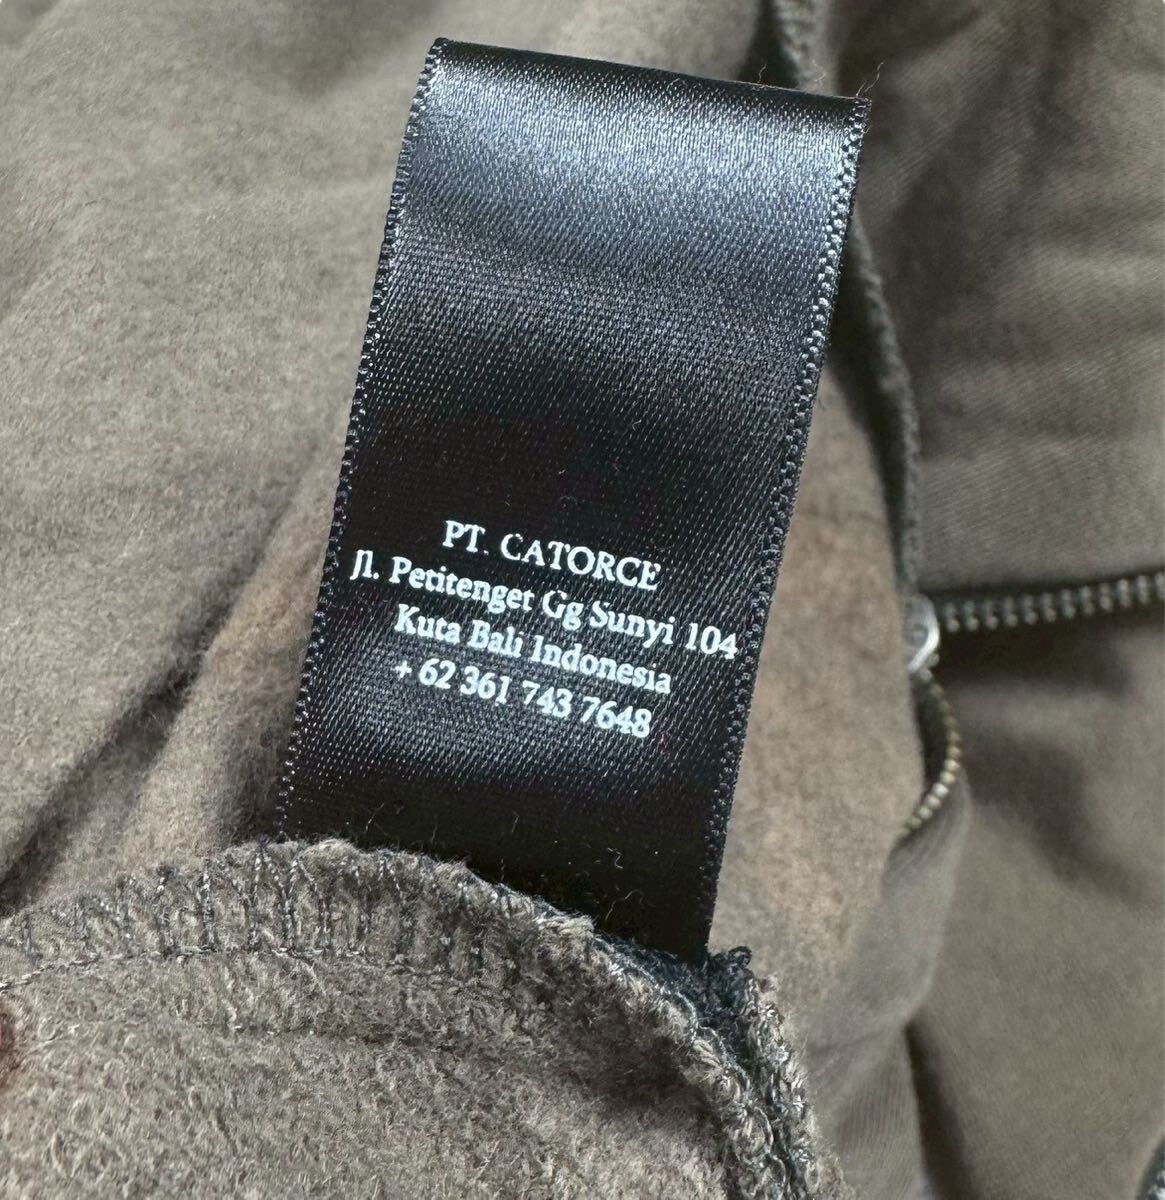 PT. CATORCE
Jl. Petitenget Gg Sunyi 104
Kuta Bali Indonesia
+ 62 361 743 7648